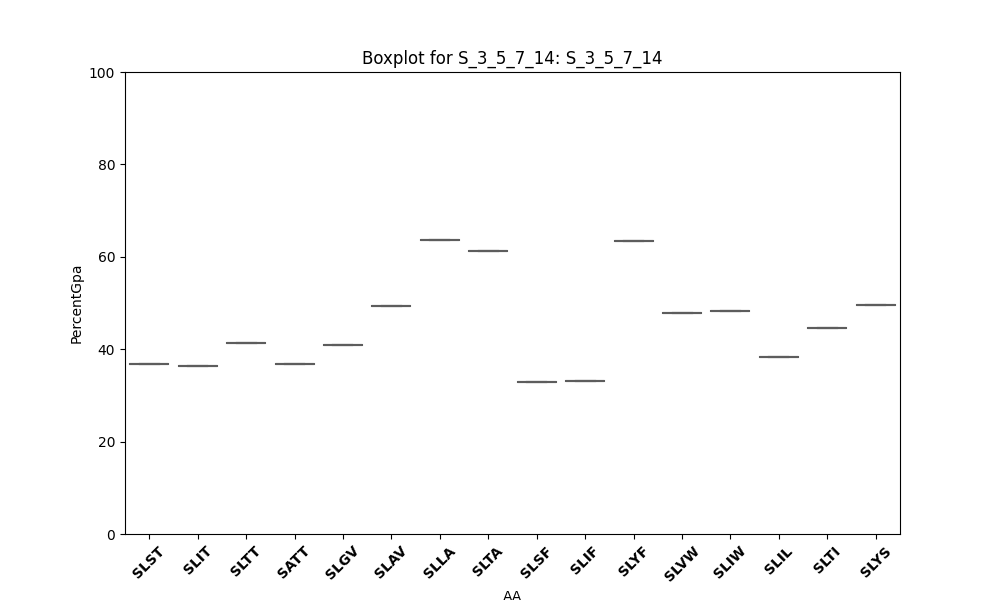 Boxplot for S_3_5_7_14: S_3_5_7_14
PercentGpa
100
80
60
40
20
0
SLST
SLIT
SLTT
SATT
SLGV
SLAV
SLLA
SLTA
SLSF
SLIF
SLYF
SLVW
SLIW
SLIL
SLTI
SLYS
AA